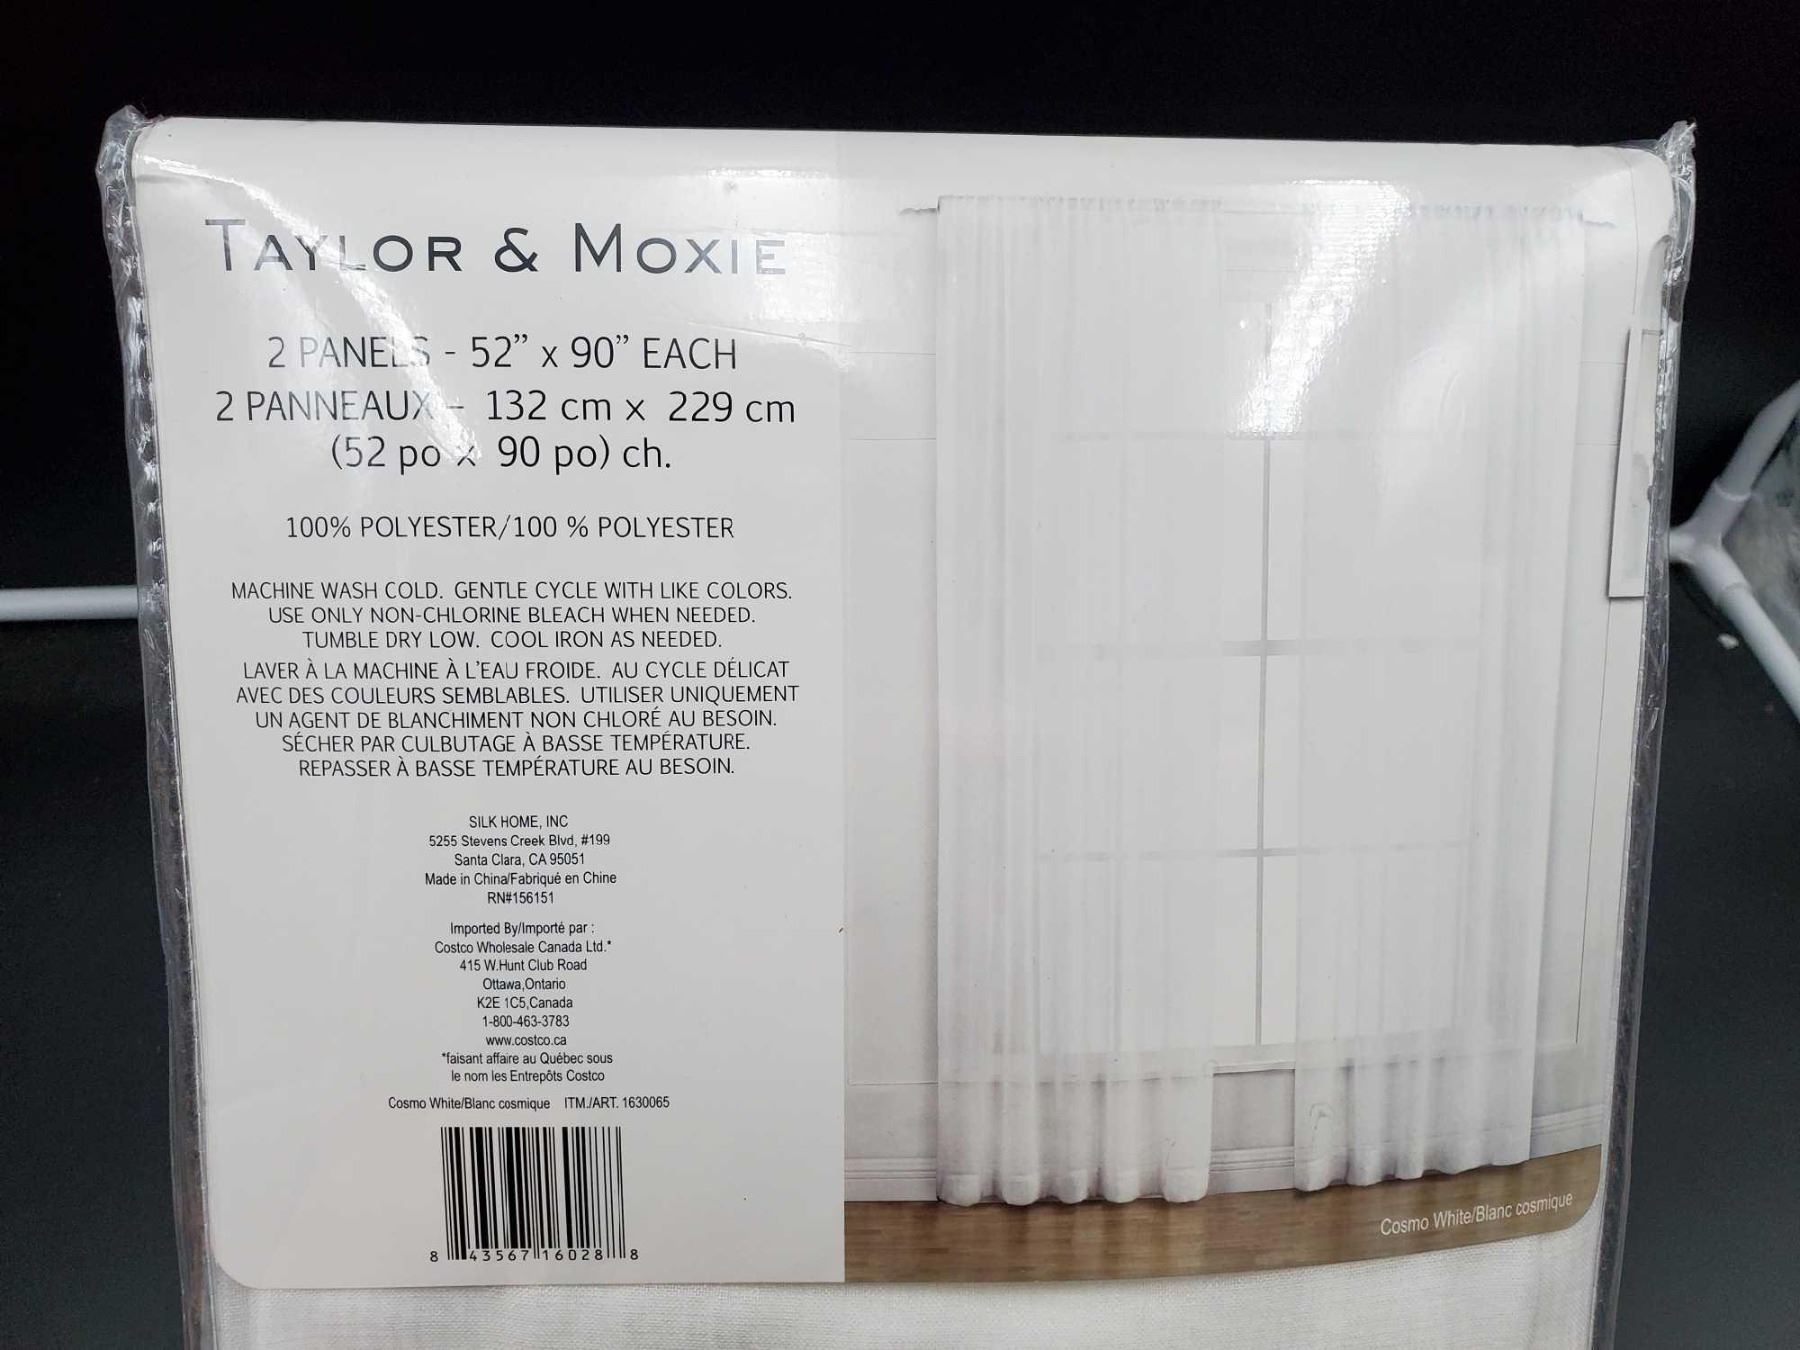 TAYLOR & MOXIE
2 PANELS - 52” x 90” EACH
2 PANNEAUX - 132 cm x 229 cm
(52 po x 90 po) ch.
100% POLYESTER/100 % POLYESTER
MACHINE WASH COLD. GENTLE CYCLE WITH LIKE COLORS.
USE ONLY NON-CHLORINE BLEACH WHEN NEEDED.
TUMBLE DRY LOW. COOL IRON AS NEEDED.
LAVER À LA MACHINE À L'EAU FROIDE. AU CYCLE DÉLICAT
AVEC DES COULEURS SEMBLABLES. UTILISER UNIQUEMENT
UN AGENT DE BLANCHIMENT NON CHLORÉ AU BESOIN.
SÉCHER PAR CULBUTAGE À BASSE TEMPÉRATURE.
REPASSER À BASSE TEMPÉRATURE AU BESOIN.
SILK HOME, INC
5255 Stevens Creek Blvd, #199
Santa Clara, CA 95051
Made in China/Fabriqué en Chine
RN#156151
Imported By/Importé par :
Costco Wholesale Canada Ltd.*
415 W.Hunt Club Road
Ottawa,Ontario
K2E 1C5,Canada
1-800-463-3783
www.costco.ca
*faisant affaire au Québec sous
le nom les Entrepôts Costco
Cosmo White/Blanc cosmique ITM./ART. 1630065
8 43567 16028 8
Cosmo White/Blanc cosmique